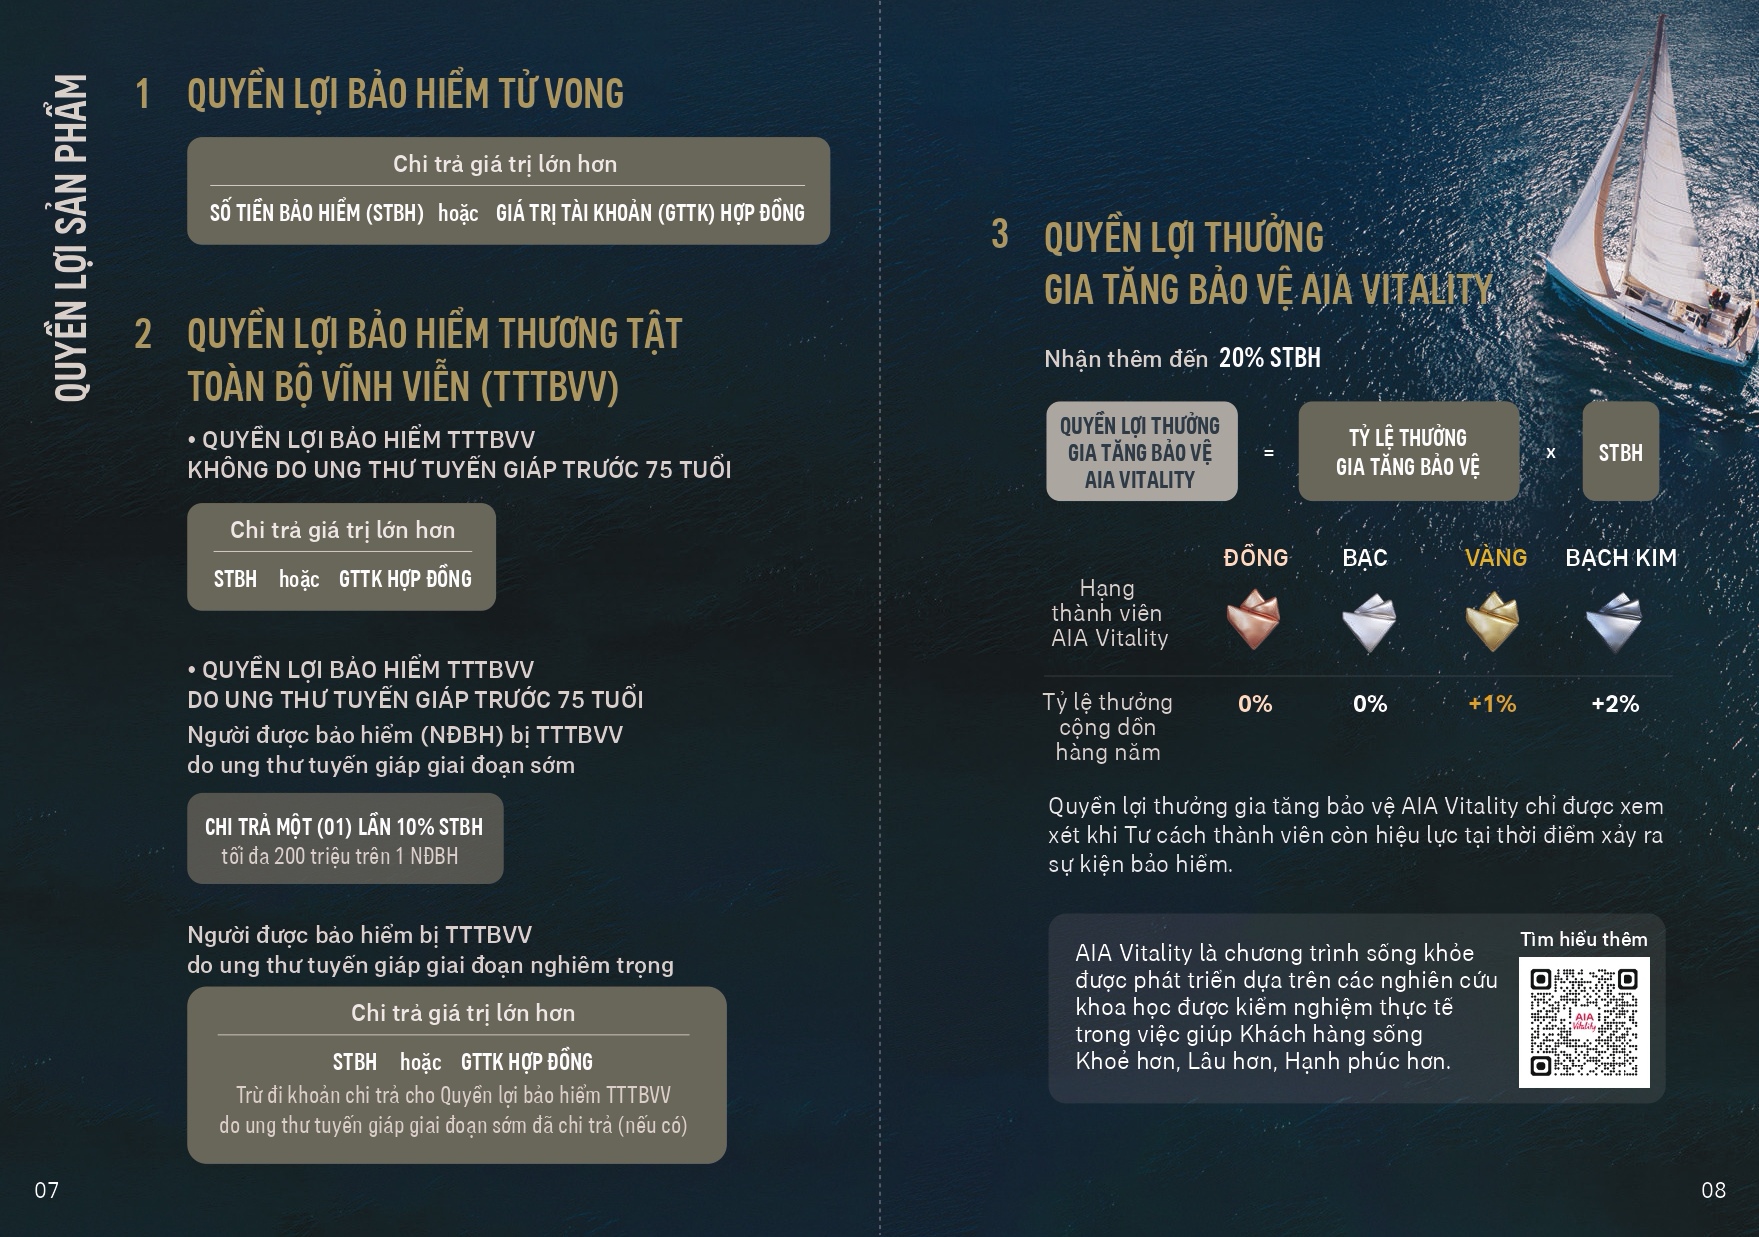 QUYỀN LỢI SẢN PHẨM
1 QUYỀN LỢI BẢO HIỂM TỬ VONG
Chi trả giá trị lớn hơn
SỐ TIỀN BẢO HIỂM (STBH) hoặc GIÁ TRỊ TÀI KHOẢN (GTTK) HỢP ĐỒNG
2 QUYỀN LỢI BẢO HIỂM THƯƠNG TẬT
TOÀN BỘ VĨNH VIỄN (TTTBVV)
• QUYỀN LỢI BẢO HIỂM TTTBVV
KHÔNG DO UNG THƯ TUYẾN GIÁP TRƯỚC 75 TUỔI
Chi trả giá trị lớn hơn
STBH hoặc GTTK HỢP ĐỒNG
• QUYỀN LỢI BẢO HIỂM TTTBVV
DO UNG THƯ TUYẾN GIÁP TRƯỚC 75 TUỔI
Người được bảo hiểm (NĐBH) bị TTTBVV
do ung thư tuyến giáp giai đoạn sớm
CHI TRẢ MỘT (01) LẦN 10% STBH
tối đa 200 triệu trên 1 NĐBH
Người được bảo hiểm bị TTTBVV
do ung thư tuyến giáp giai đoạn nghiêm trọng
Chi trả giá trị lớn hơn
STBH hoặc GTTK HỢP ĐỒNG
Trừ đi khoản chi trả cho Quyền lợi bảo hiểm TTTBVV
do ung thư tuyến giáp giai đoạn sớm đã chi trả (nếu có)
07
3 QUYỀN LỢI THƯỞNG
GIA TĂNG BẢO VỆ AIA VITALITY
Nhận thêm đến 20% STBH
QUYỀN LỢI THƯỞNG
GIA TĂNG BẢO VỆ
AIA VITALITY
=
TỶ LỆ THƯỞNG
GIA TĂNG BẢO VỆ
x
STBH
ĐỒNG BẠC VÀNG BẠCH KIM
Hạng
thành viên
AIA Vitality
Tỷ lệ thưởng
cộng dồn
hàng năm
0% 0% +1% +2%
Quyền lợi thưởng gia tăng bảo vệ AIA Vitality chỉ được xem
xét khi Tư cách thành viên còn hiệu lực tại thời điểm xảy ra
sự kiện bảo hiểm.
AIA Vitality là chương trình sống khỏe
được phát triển dựa trên các nghiên cứu
khoa học được kiểm nghiệm thực tế
trong việc giúp Khách hàng sống
Khoẻ hơn, Lâu hơn, Hạnh phúc hơn.
Tìm hiểu thêm
AIA
Vitality
08